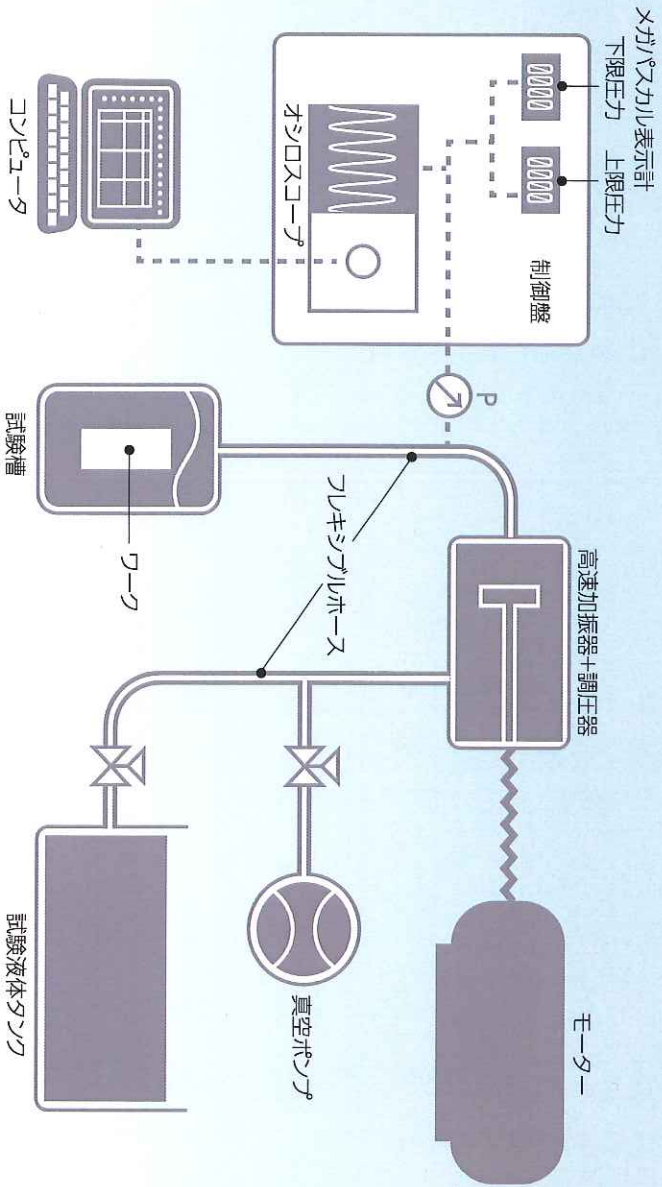 メガパスカル表示計
下限圧力
上限圧力
制御盤
オシロスコープ
コンピュータ
P
高速加振器+調圧器
モーター
フレキシブルホース
試験槽
ワーク
真空ポンプ
試験液体タンク